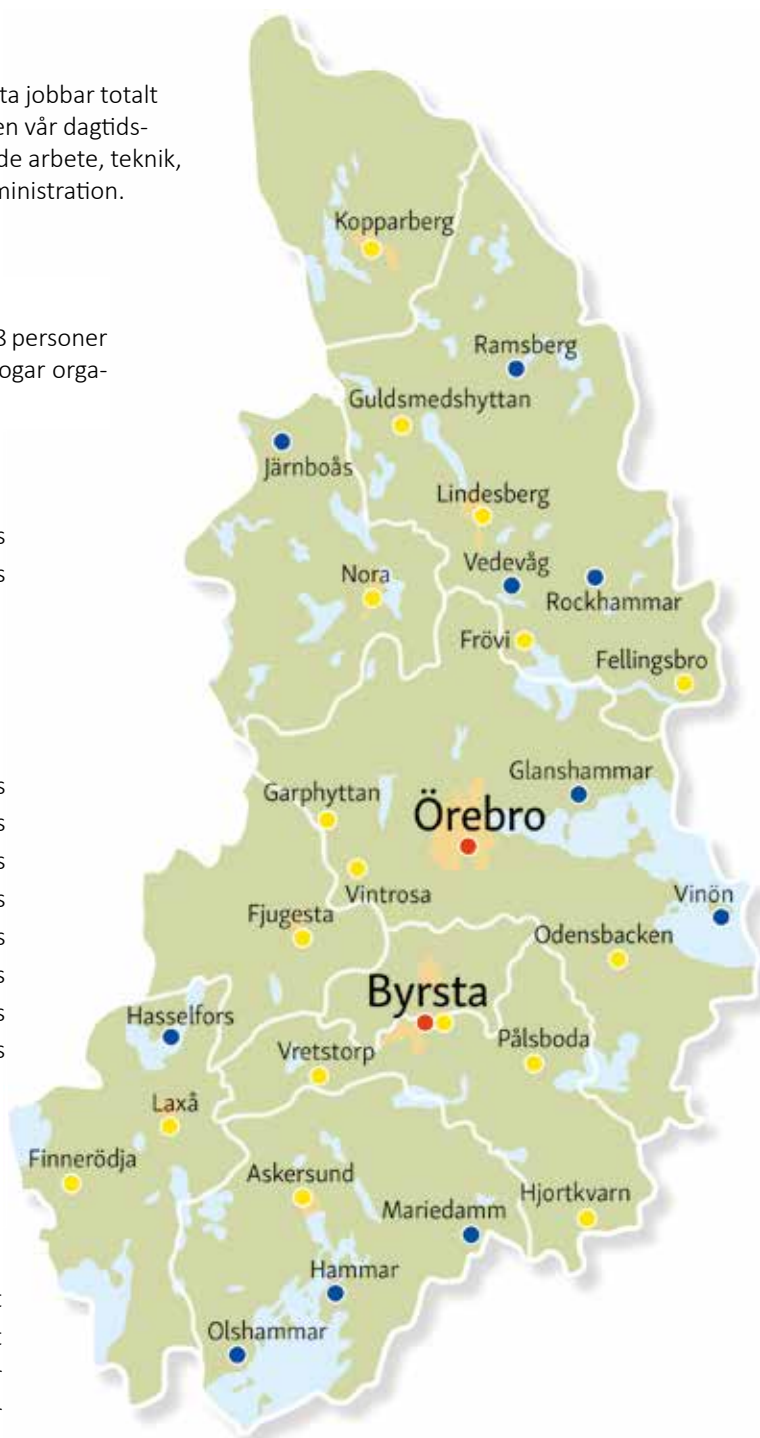 ta jobbar totalt
en vår dagtids-
de arbete, teknik,
ministration.
8 personer
ogar orga-
s
s
s
s
s
s
s
s
s
s
Kopparberg
Ramsberg
Guldsmedshyttan
Järnboås
Lindesberg
Nora
Vedevåg
Rockhammar
Frövi
Fellingsbro
Glanshammar
Garphyttan
Örebro
Vintrosa
Vinön
Fjugesta
Odensbacken
Byrsta
Hasselfors
Pålsboda
Vretstorp
Laxå
Finnerödja
Askersund
Hjortkvarn
Mariedamm
Hammar
Olshammar